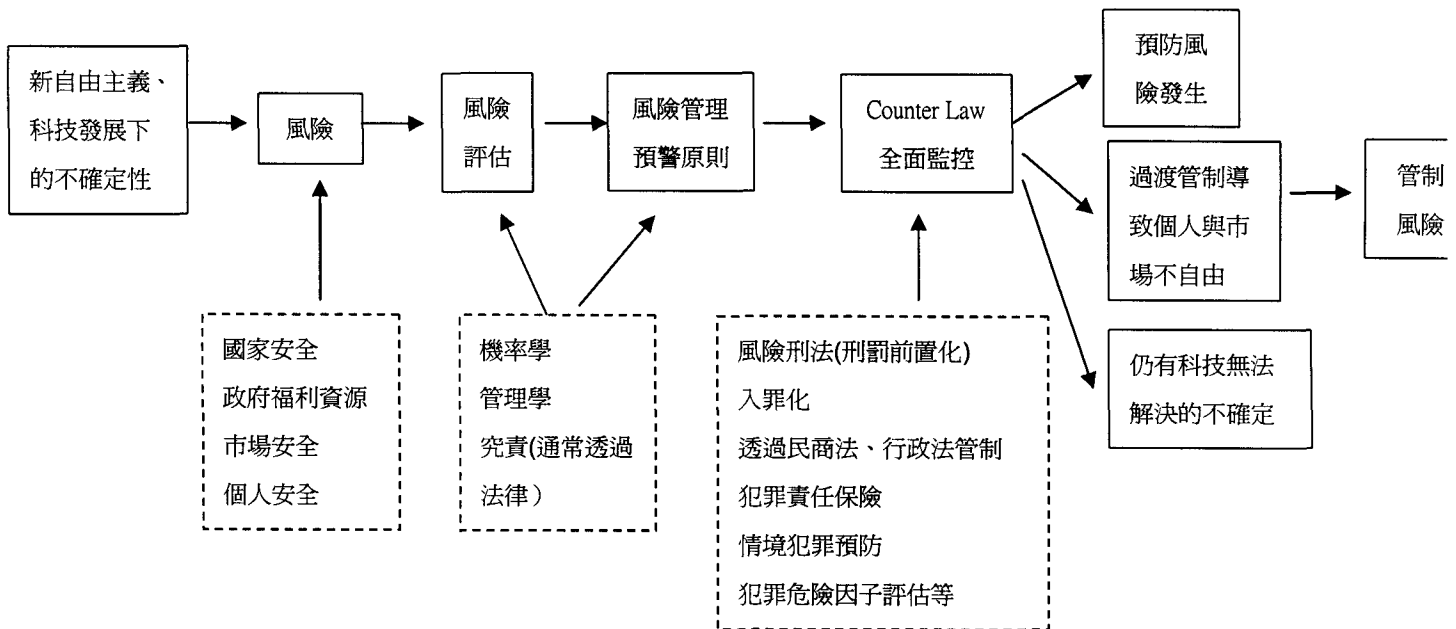 新自由主義、
科技發展下
的不確定性
風險
風險
評估
風險管理
預警原則
Counter Law
全面監控
預防風
險發生
過渡管制導
致個人與市
場不自由
管制
風險
仍有科技無法
解決的不確定
國家安全
政府福利資源
市場安全
個人安全
機率學
管理學
究責(通常透過
法律）
風險刑法(刑罰前置化)
入罪化
透過民商法、行政法管制
犯罪責任保險
情境犯罪預防
犯罪危險因子評估等